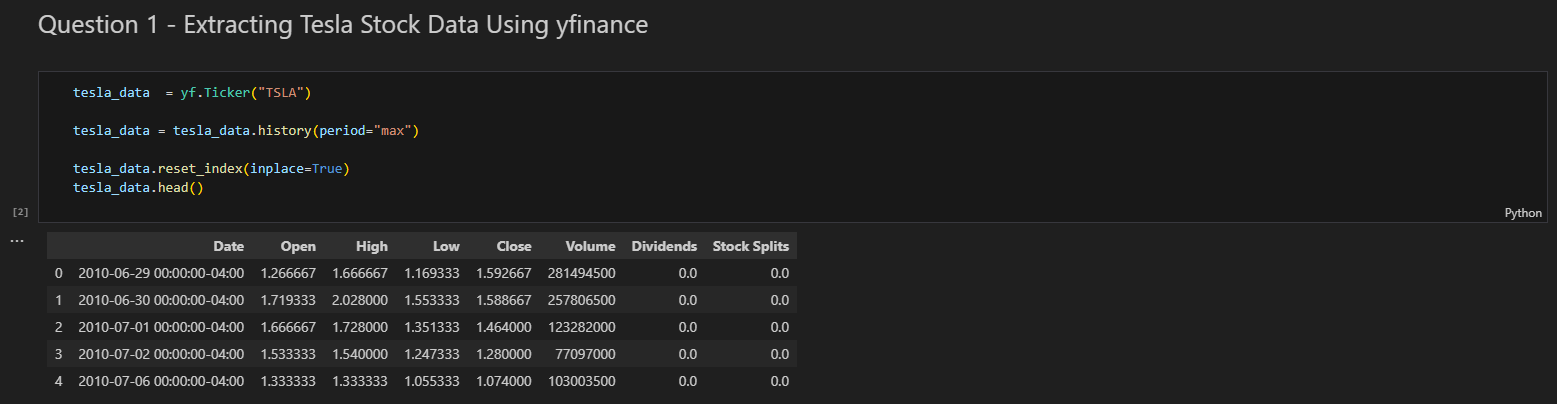 Question 1 - Extracting Tesla Stock Data Using yfinance
tesla_data  = yf.Ticker("TSLA")
tesla_data = tesla_data.history(period="max")
tesla_data.reset_index(inplace=True)
tesla_data.head()
[2]
Python
...
Date Open High Low Close Volume Dividends Stock Splits
0 2010-06-29 00:00:00-04:00 1.266667 1.666667 1.169333 1.592667 281494500 0.0 0.0
1 2010-06-30 00:00:00-04:00 1.719333 2.028000 1.553333 1.588667 257806500 0.0 0.0
2 2010-07-01 00:00:00-04:00 1.666667 1.728000 1.351333 1.464000 123282000 0.0 0.0
3 2010-07-02 00:00:00-04:00 1.533333 1.540000 1.247333 1.280000 77097000 0.0 0.0
4 2010-07-06 00:00:00-04:00 1.333333 1.333333 1.055333 1.074000 103003500 0.0 0.0